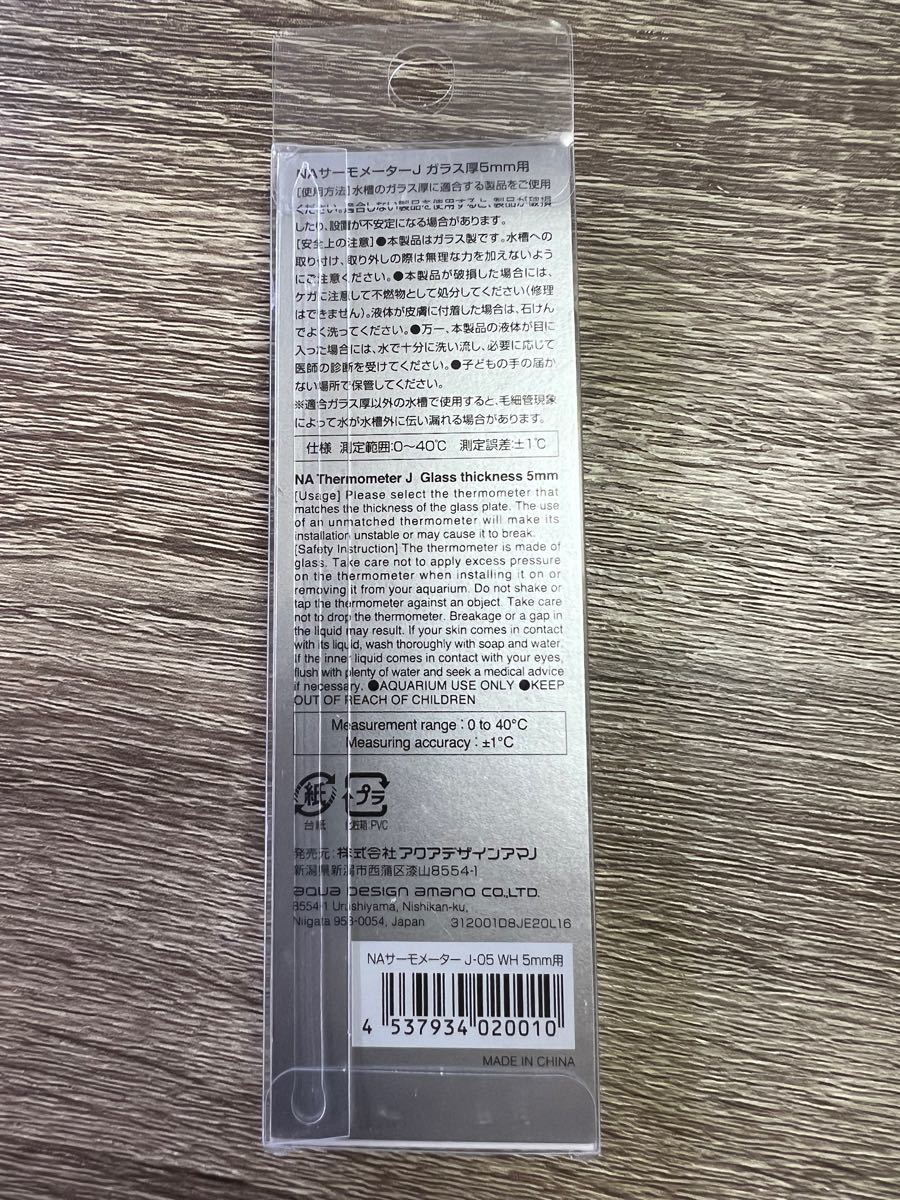 NAサーモメーターJ ガラス厚5mm用
[使用方法]水槽のガラス厚に適合する製品をご使用
ください。適合しない製品を使用すると、製品が破損
したり、設置が不安定になる場合があります。
【安全上の注意】●本製品はガラス製です。水槽への
取り付け、取り外しの際は無理な力を加えないよう
にご注意ください。●本製品が破損した場合には、
ケガに注意して不燃物として処分してください(修理
はできません)。液体が皮膚に付着した場合は、石けん
でよく洗ってください。●万一、本製品の液体が目に
入った場合には、水で十分に洗い流し、必要に応じて
医師の診断を受けてください。●子どもの手の届か
ない場所で保管してください。
※適合ガラス厚以外の水槽で使用すると、毛細管現象
によって水が水槽外に伝い漏れる場合があります。
仕様 測定範囲:0〜40℃ 測定誤差:±1℃
NA Thermometer J Glass thickness 5mm
[Usage] Please select the thermometer that
matches the thickness of the glass plate. The use
of an unmatched thermometer will make its
installation unstable or may cause it to break.
[Safety Instruction] The thermometer is made of
glass. Take care not to apply excess pressure
on the thermometer when installing it on or
removing it from your aquarium. Do not shake or
tap the thermometer against an object. Take care
not to drop the thermometer. Breakage or a gap in
the liquid may result. If your skin comes in contact
with its liquid, wash thoroughly with soap and water.
If the inner liquid comes in contact with your eyes,
flush with plenty of water and seek a medical advice
if necessary. ●AQUARIUM USE ONLY ●KEEP
OUT OF REACH OF CHILDREN
Measurement range : 0 to 40°C
Measuring accuracy : ±1°C
紙 プラ
台紙 化粧箱:PVC
発売元:株式会社 アクアデザインアマノ
新潟県新潟市西蒲区漆山8554-1
aqua Design amano CO.,LTD.
8554-1 Urushiyama, Nishikan-ku,
Niigata 953-0054, Japan 312001D8JE20L16
NAサーモメーター J-05 WH 5mm用
4 537934 020010
MADE IN CHINA